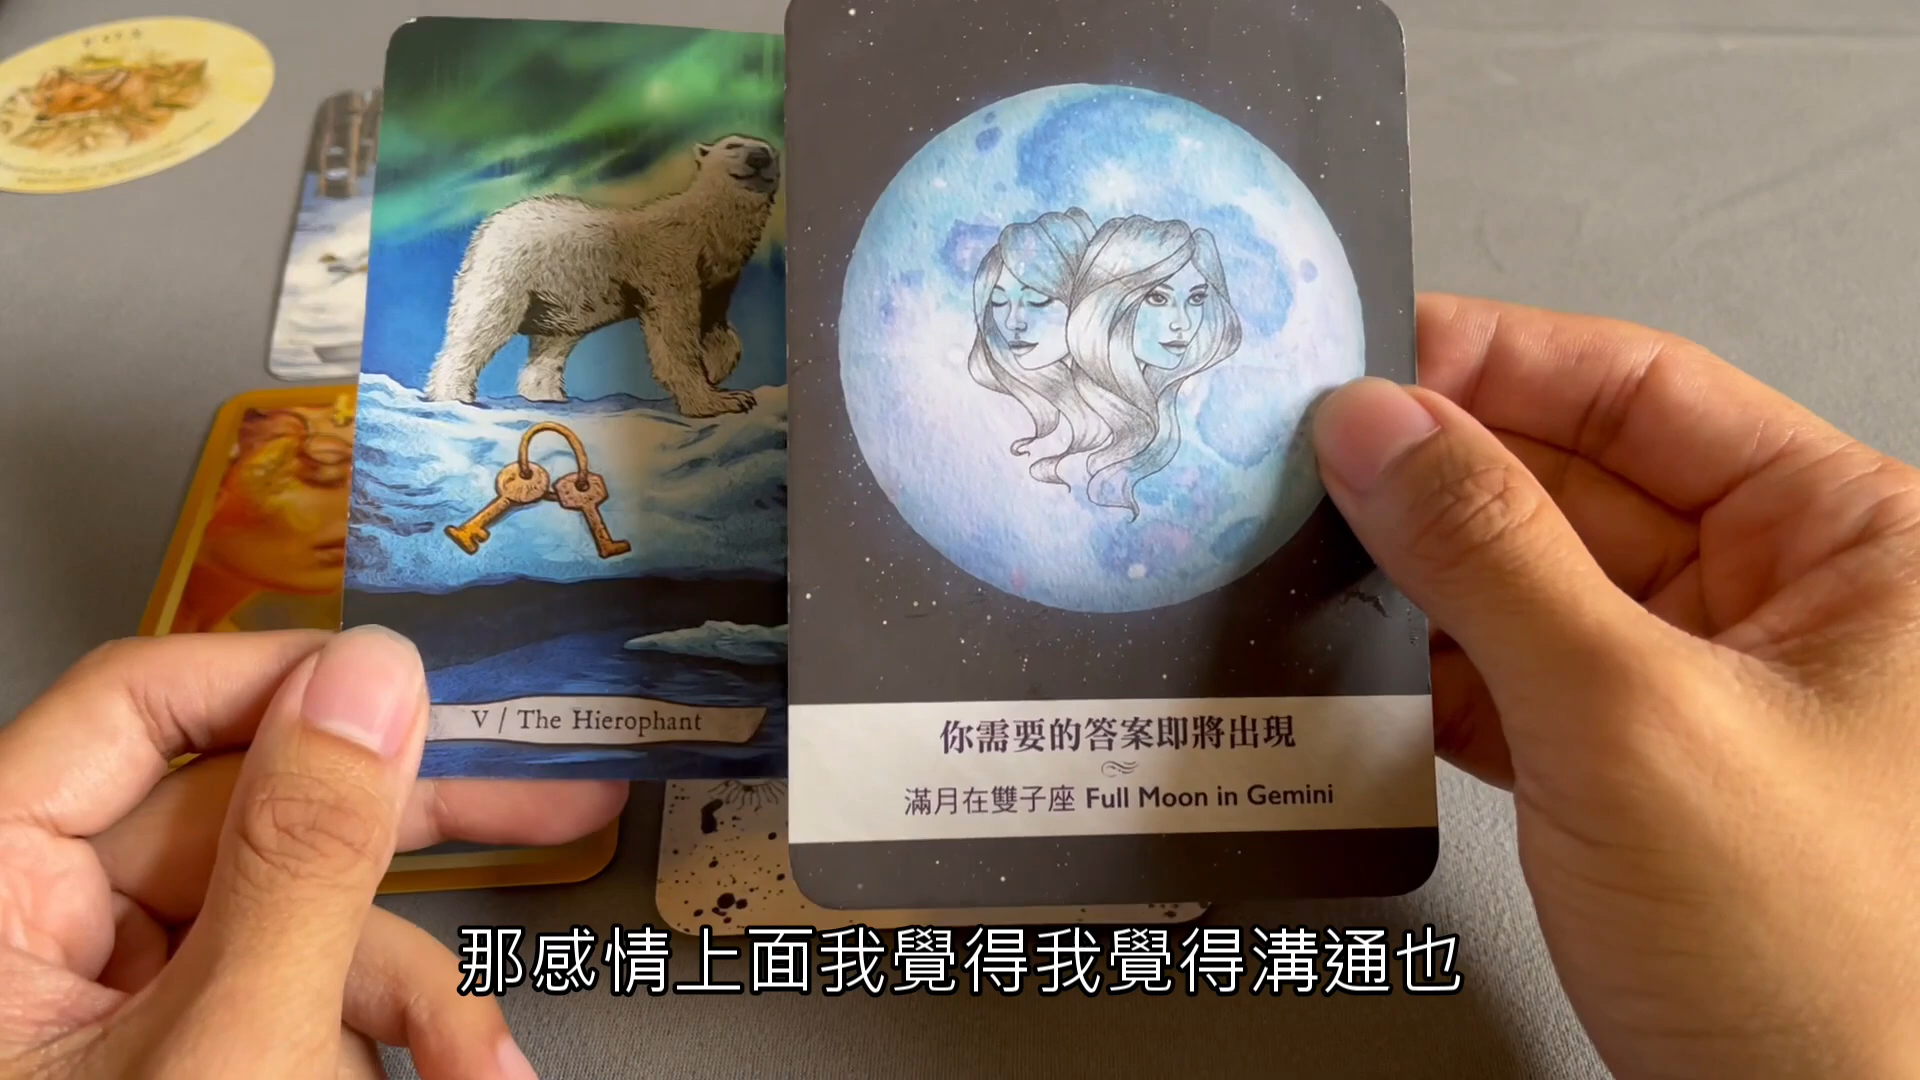 V / The Hierophant
你需要的答案即將出現
滿月在雙子座 Full Moon in Gemini
那感情上面我覺得我覺得溝通也